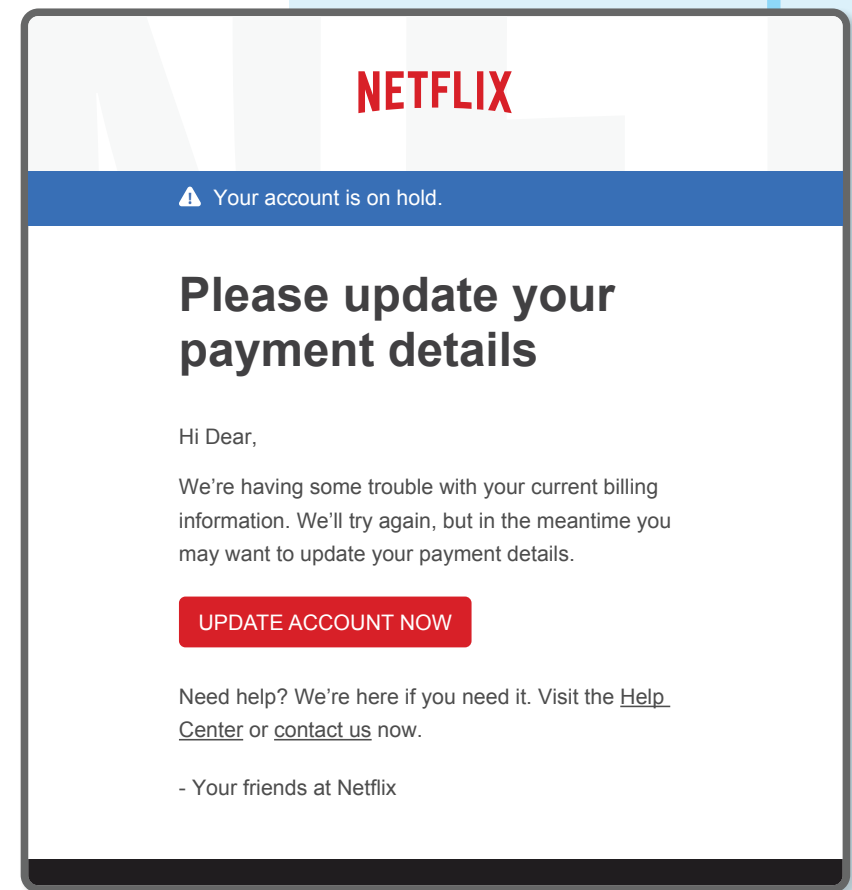 NETFLIX
Your account is on hold.
Please update your
payment details
Hi Dear,
We’re having some trouble with your current billing
information. We’ll try again, but in the meantime you
may want to update your payment details.
UPDATE ACCOUNT NOW
Need help? We’re here if you need it. Visit the Help
Center or contact us now.
- Your friends at Netflix